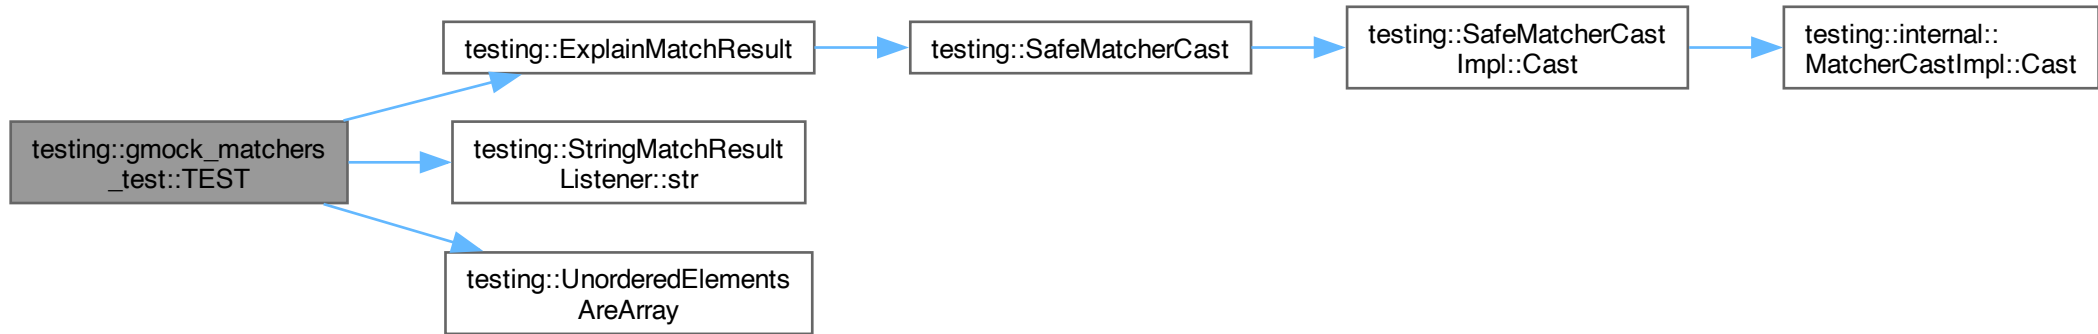 testing::gmock_matchers
_test::TEST
testing::ExplainMatchResult
testing::SafeMatcherCast
testing::SafeMatcherCast
Impl::Cast
testing::internal::
MatcherCastImpl::Cast
testing::StringMatchResult
Listener::str
testing::UnorderedElements
AreArray